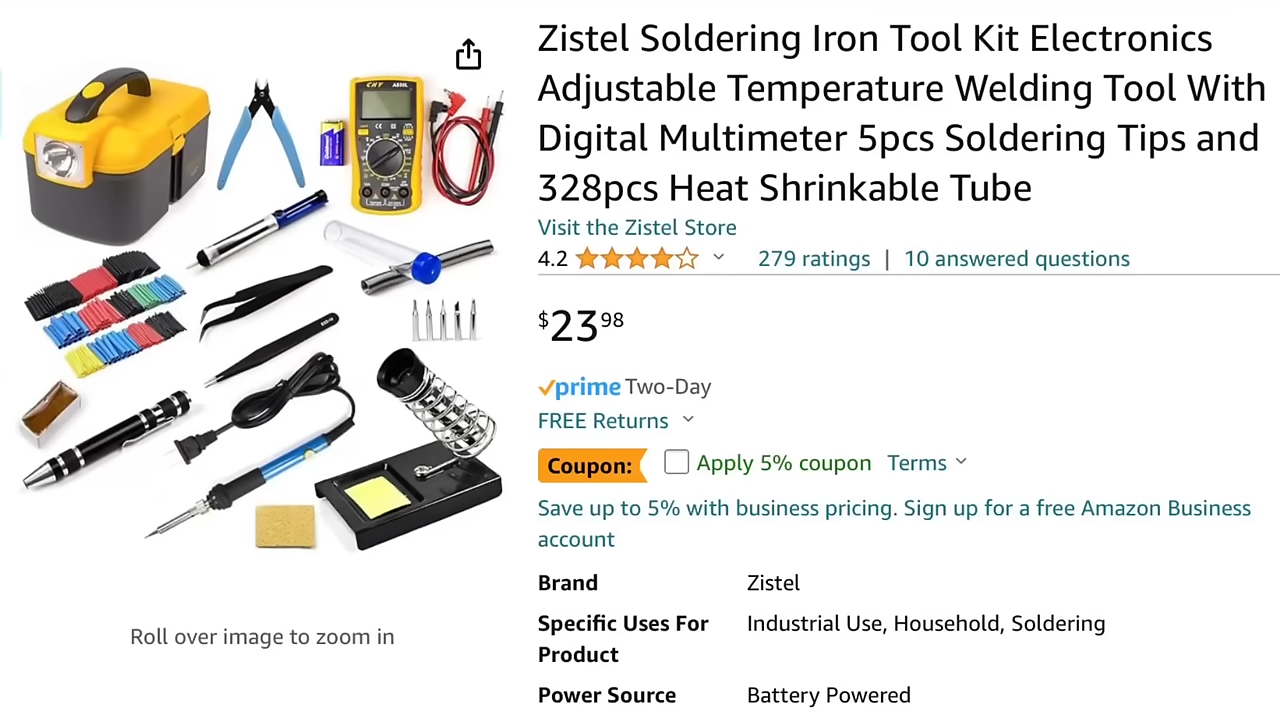 Zistel Soldering Iron Tool Kit Electronics
Adjustable Temperature Welding Tool With
Digital Multimeter 5pcs Soldering Tips and
328pcs Heat Shrinkable Tube
Visit the Zistel Store
4.2
279 ratings | 10 answered questions
$23 98
prime Two-Day
FREE Returns
Coupon: Apply 5% coupon Terms
Save up to 5% with business pricing. Sign up for a free Amazon Business
account
Brand Zistel
Specific Uses For Industrial Use, Household, Soldering
Product
Power Source Battery Powered
CHY A830L
Roll over image to zoom in